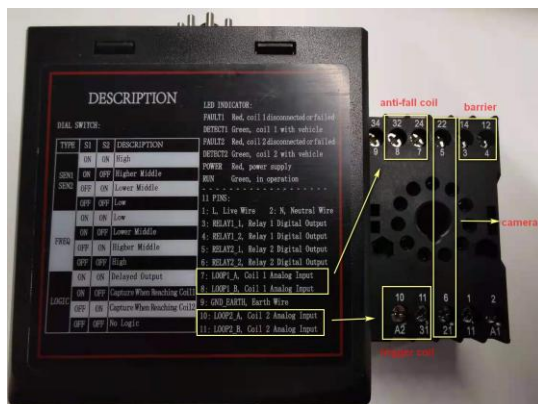 DESCRIPTION
DIAL SWITCH:
TYPE S1 S2 DESCRIPTION
SEN1 SEN2
ON ON High
ON OFF Higher Middle
OFF ON Lower Middle
OFF OFF Low
FREQ
ON ON Low
ON OFF Lower Middle
OFF ON Higher Middle
OFF OFF High
LOGIC
ON ON Delayed Output
ON OFF Capture When Reaching Coil1
OFF ON Capture When Reaching Coil2
OFF OFF No Logic
LED INDICATOR:
FAULT1 Red, coil 1 disconnected or failed
DETECT1 Green, coil 1 with vehicle
FAULT2 Red, coil 2 disconnected or failed
DETECT2 Green, coil 2 with vehicle
POWER Red, power supply
RUN Green, in operation
11 PINS:
1: L, Live Wire 2: N, Neutral Wire
3: RELAY1_1, Relay 1 Digital Output
4: RELAY1_2, Relay 1 Digital Output
5: RELAY2_1, Relay 2 Digital Output
6: RELAY2_2, Relay 2 Digital Output
7: LOOP1_A, Coil 1 Analog Input
8: LOOP1_B, Coil 1 Analog Input
9: GND_EARTH, Earth Wire
10: LOOP2_A, Coil 2 Analog Input
11: LOOP2_B, Coil 2 Analog Input
anti-fall coil barrier
34 32 24 22 14 12
9 8 7 5 3 4
camera
10 11 6 1 2
A2 31 21 11 A1
trigger coil